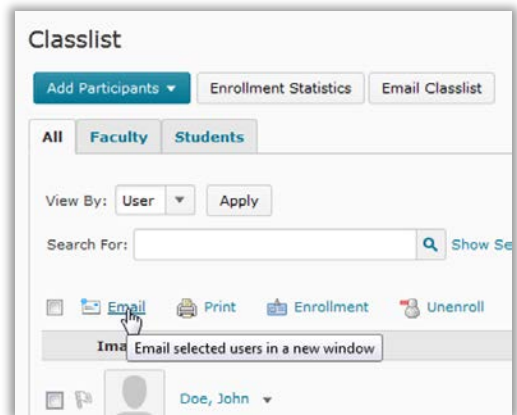 Classlist
Add Participants Enrollment Statistics Email Classlist
All Faculty Students
View By: User Apply
Search For: Show Se
Email Print Enrollment Unenroll
Ima Email selected users in a new window
Doe, John